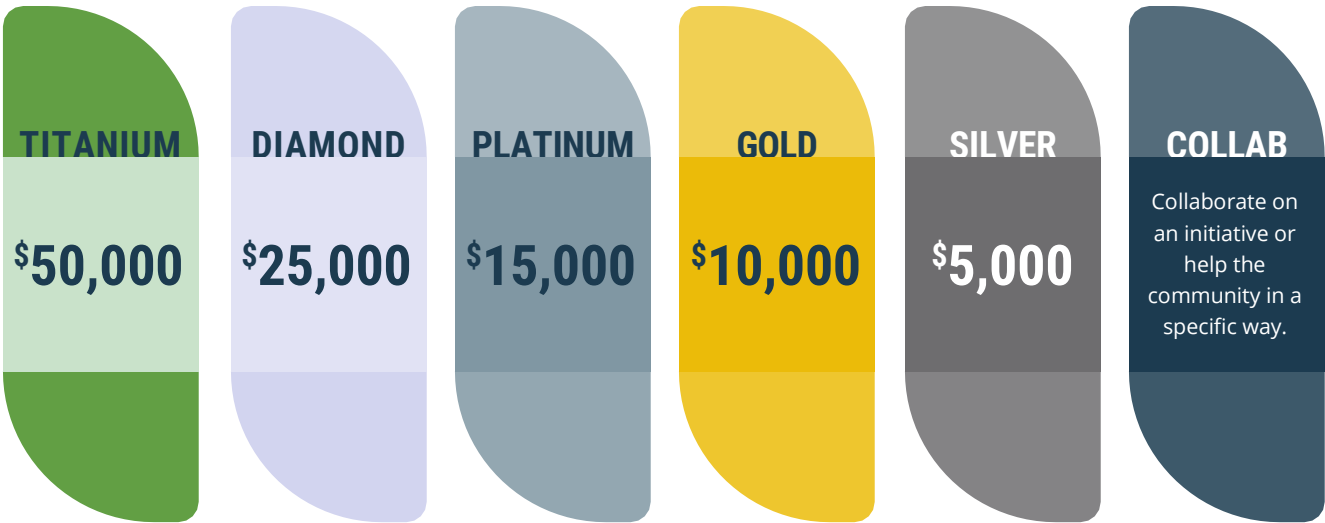 TITANIUM
$50,000
DIAMOND
$25,000
PLATINUM
$15,000
GOLD
$10,000
SILVER
$5,000
COLLAB
Collaborate on
an initiative or
help the
community in a
specific way.